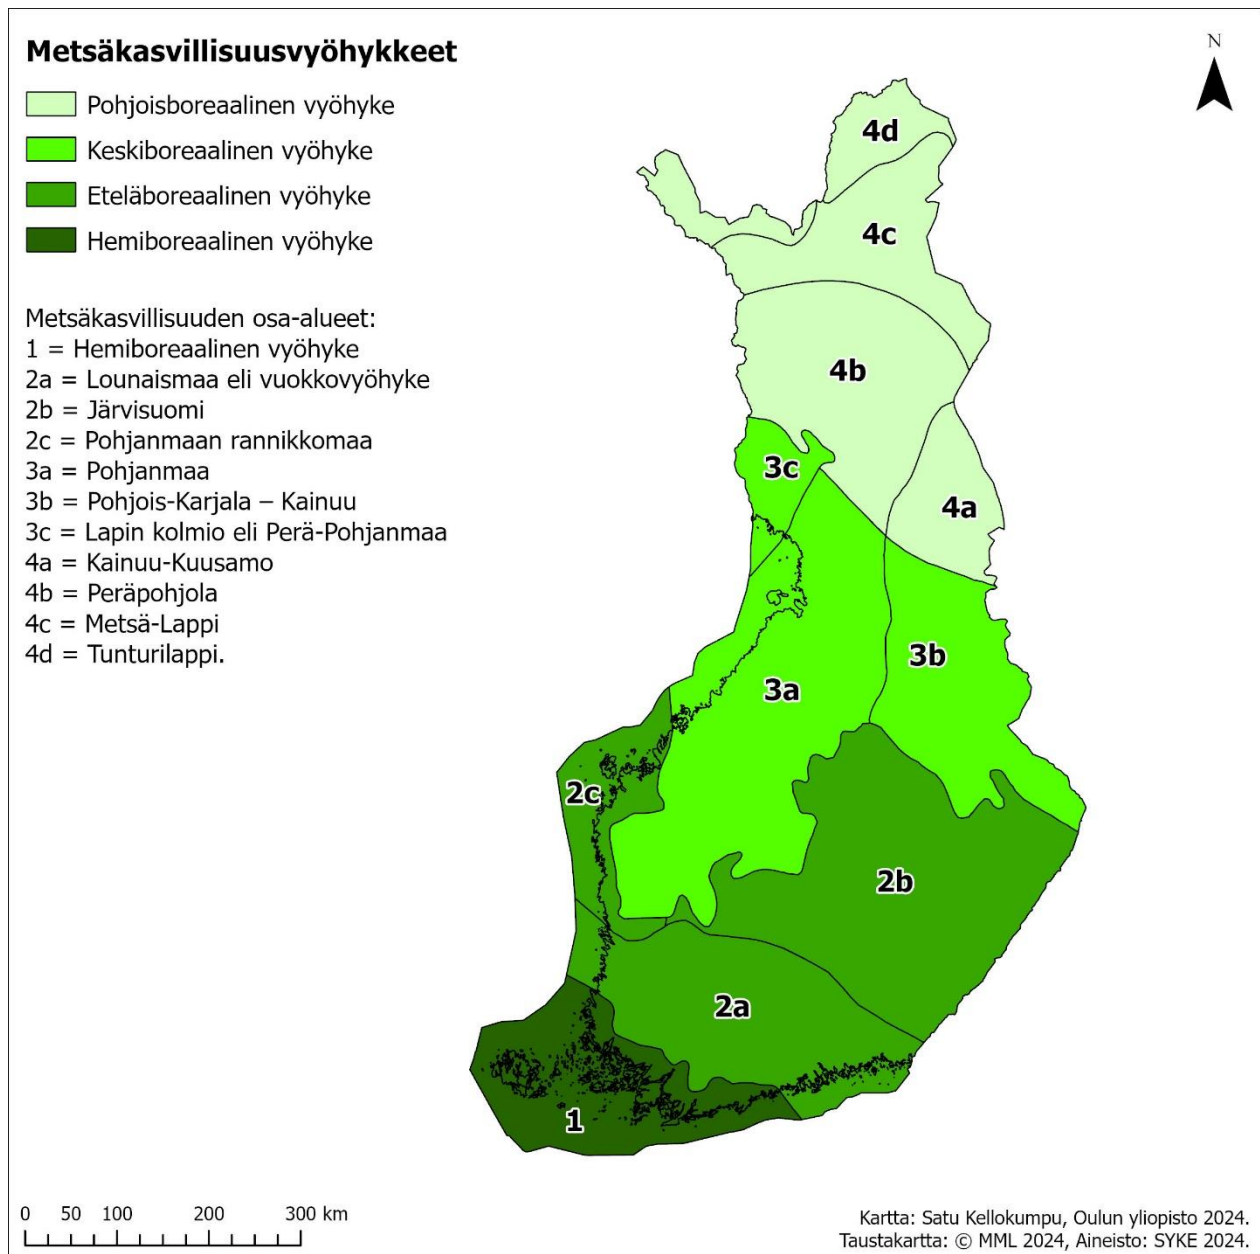 Metsäkasvillisuusvyöhykkeet
Pohjoisboreaalinen vyöhyke
Keskiboreaalinen vyöhyke
Eteläboreaalinen vyöhyke
Hemiboreaalinen vyöhyke
Metsäkasvillisuuden osa-alueet:
1 = Hemiboreaalinen vyöhyke
2a = Lounaismaa eli vuokkovyöhyke
2b = Järvisuomi
2c = Pohjanmaan rannikkomaa
3a = Pohjanmaa
3b = Pohjois-Karjala – Kainuu
3c = Lapin kolmio eli Perä-Pohjanmaa
4a = Kainuu-Kuusamo
4b = Peräpohjola
4c = Metsä-Lappi
4d = Tunturilappi.
N
4d
4c
4b
3c
4a
3b
3a
2c
2b
2a
1
0 50 100 200 300 km
Kartta: Satu Kellokumpu, Oulun yliopisto 2024.
Taustakartta: © MML 2024, Aineisto: SYKE 2024.